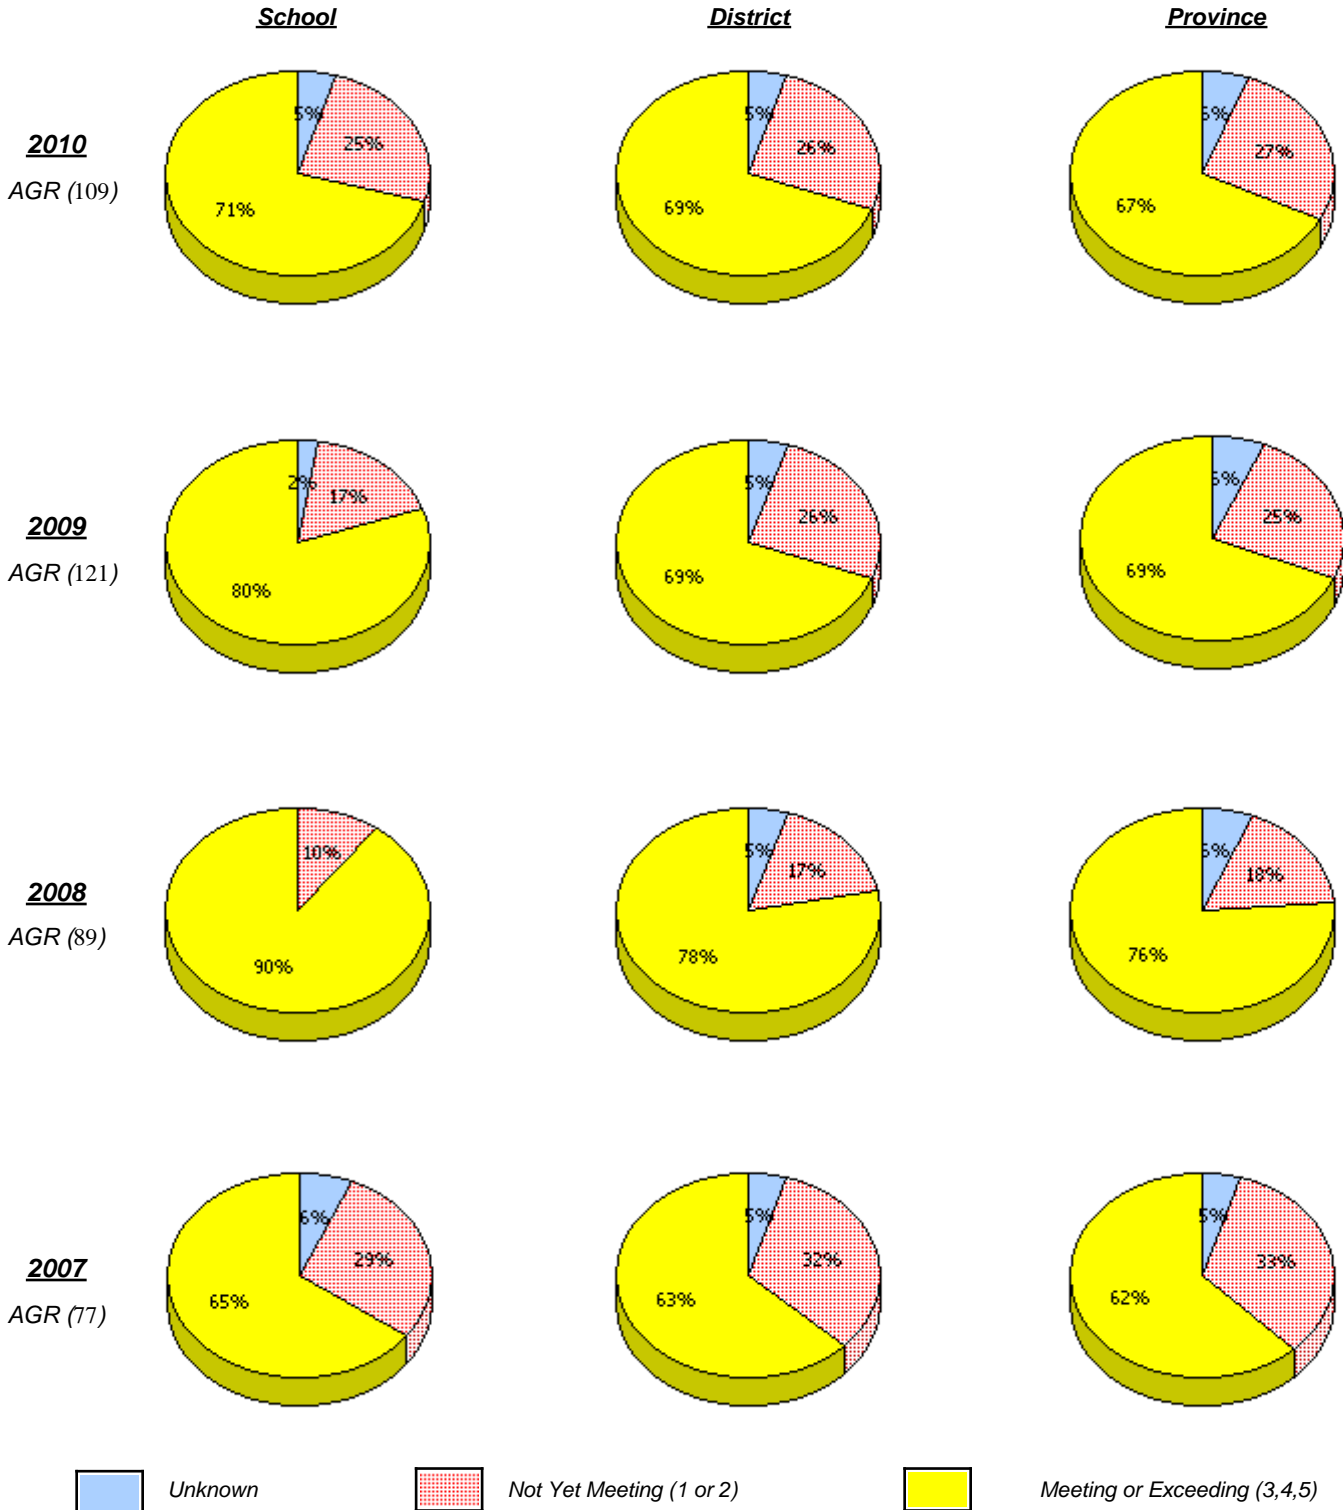 School District Province
2010
AGR (109)
5% 25% 71%
5% 26% 69%
6% 27% 67%
2009
AGR (121)
2% 17% 80%
5% 26% 69%
6% 25% 69%
2008
AGR (89)
10% 90%
5% 17% 78%
6% 18% 76%
2007
AGR (77)
6% 29% 65%
5% 32% 63%
5% 33% 62%
Unknown Not Yet Meeting (1 or 2) Meeting or Exceeding (3,4,5)